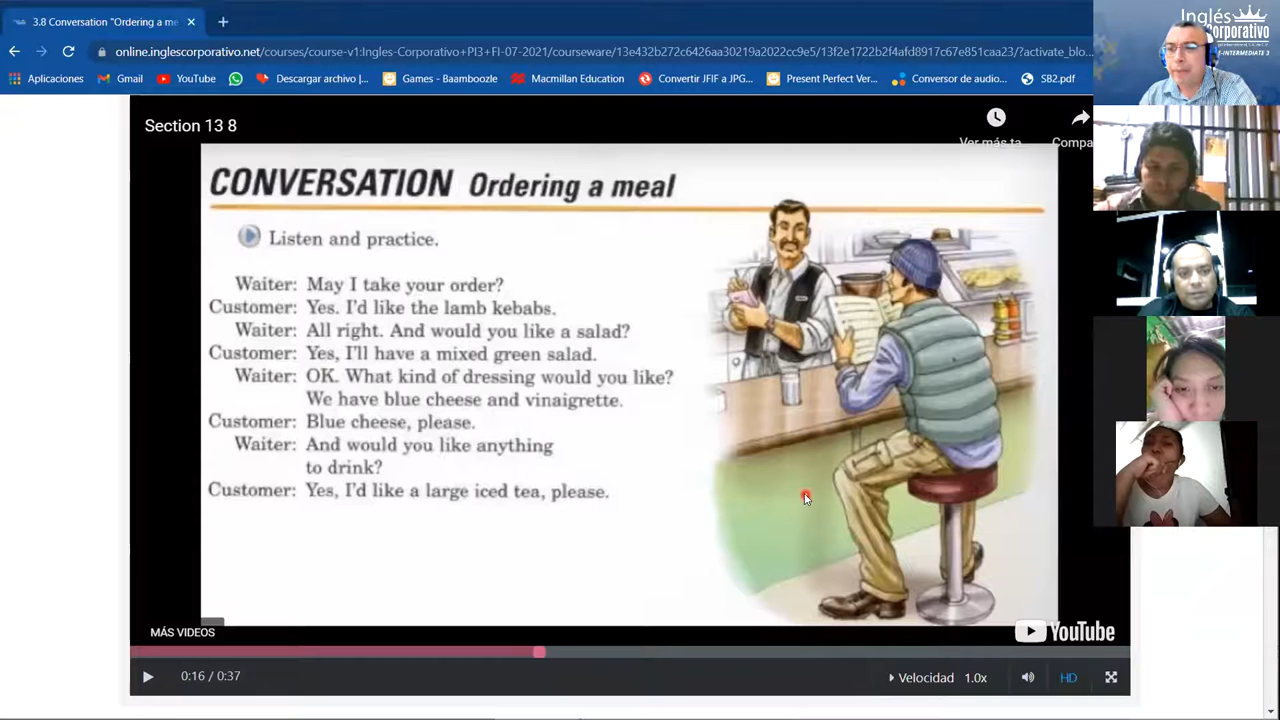 3.8 Conversation "Ordering a me
online.inglescorporativo.net/courses/course-v1:Ingles-Corporativo+PI3+FI-07-2021/courseware/13e432b272c6426aa30219a2022cc9e5/13f2e1722b2f4afd8917c67e851caa23/?activate_blo...
Aplicaciones Gmail YouTube Descargar archivo |... Games - Baamboozle Macmillan Education Convertir JFIF a JPG... Present Perfect Ver... Conversor de audio... SB2.pdf
Inglés
Corporativo
-INTERMEDIATE 3
Section 13 8
Ver más ta Compa
CONVERSATION Ordering a meal
Listen and practice.
Waiter: May I take your order?
Customer: Yes. I'd like the lamb kebabs.
Waiter: All right. And would you like a salad?
Customer: Yes, I'll have a mixed green salad.
Waiter: OK. What kind of dressing would you like?
We have blue cheese and vinaigrette.
Customer: Blue cheese, please.
Waiter: And would you like anything
to drink?
Customer: Yes, I'd like a large iced tea, please.
MÁS VIDEOS
YouTube
0:16 / 0:37
Velocidad 1.0x
HD